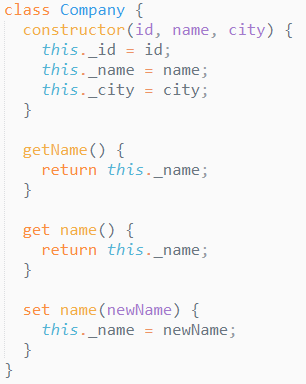 class Company {
  constructor(id, name, city) {
    this._id = id;
    this._name = name;
    this._city = city;
  }

  getName() {
    return this._name;
  }

  get name() {
    return this._name;
  }

  set name(newName) {
    this._name = newName;
  }
}